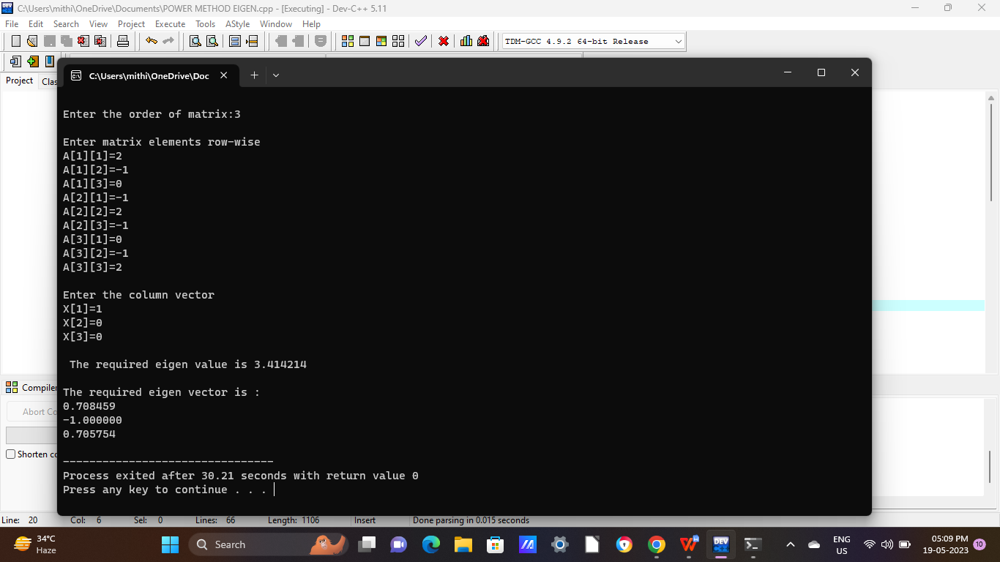 C:\Users\mithi\OneDrive\Documents\POWER METHOD EIGEN.cpp - [Executing] - Dev-C++ 5.11
File Edit Search View Project Execute Tools AStyle Window Help
TDM-GCC 4.9.2 64-bit Release
Project Clas
C:\Users\mithi\OneDrive\Doc
Enter the order of matrix:3
Enter matrix elements row-wise
A[1][1]=2
A[1][2]=-1
A[1][3]=0
A[2][1]=-1
A[2][2]=2
A[2][3]=-1
A[3][1]=0
A[3][2]=-1
A[3][3]=2
Enter the column vector
X[1]=1
X[2]=0
X[3]=0
The required eigen value is 3.414214
The required eigen vector is :
0.708459
-1.000000
0.705754
--------------------------------
Process exited after 30.21 seconds with return value 0
Press any key to continue . . .
Compiler
Abort Co
Shorten co
Line: 20 Col: 6 Sel: 0 Lines: 66 Length: 1106 Insert Done parsing in 0.015 seconds
34°C
Haze
Search
DEV
ENG
US
05:09 PM
19-05-2023
10